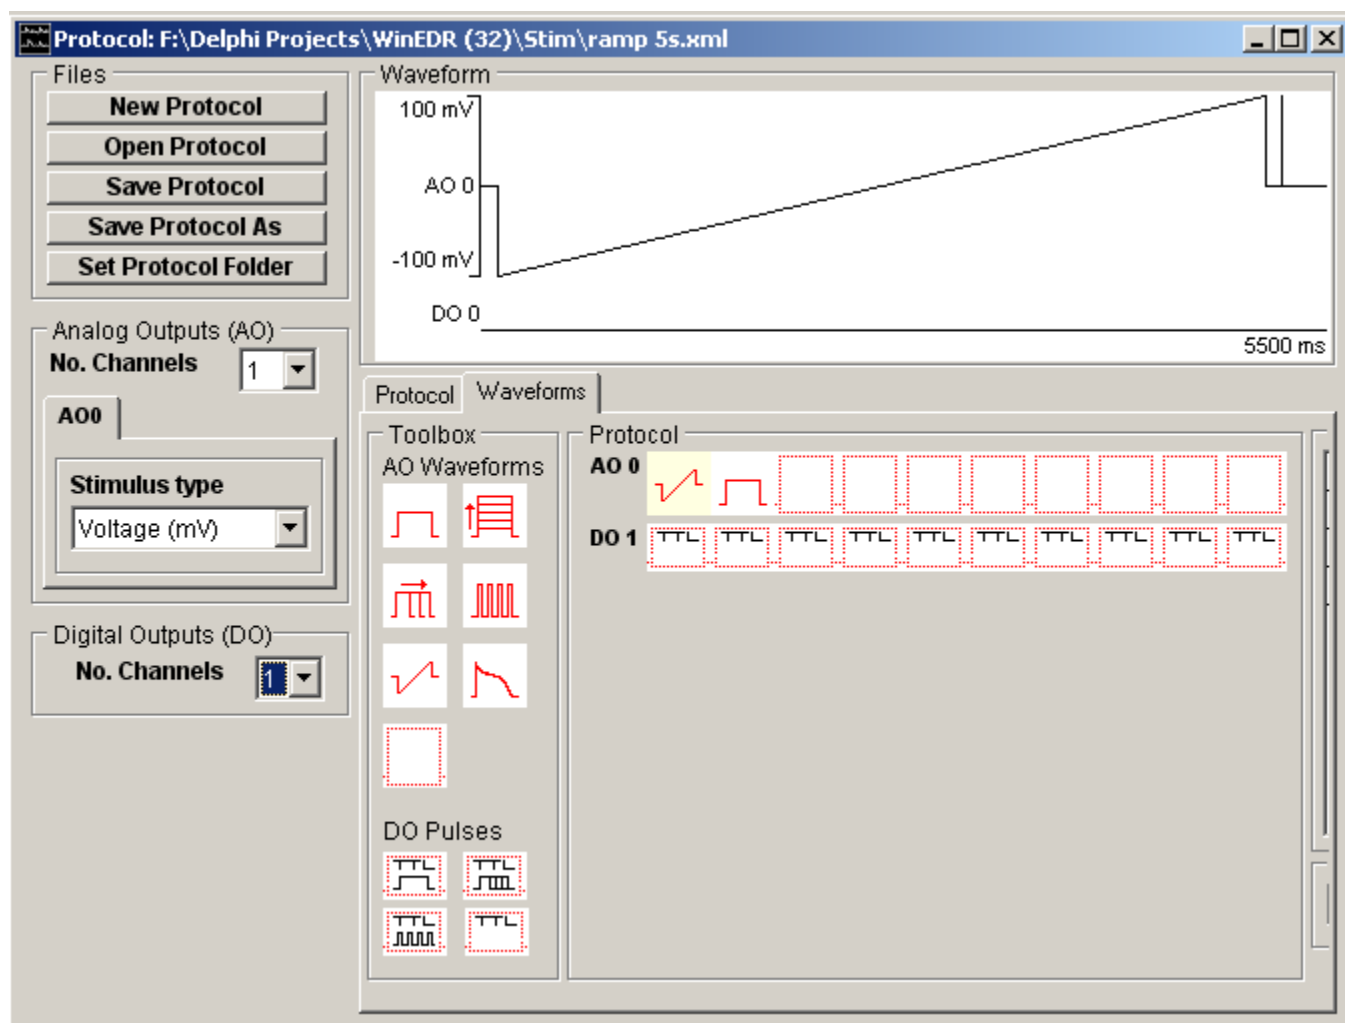 Protocol: F:\Delphi Projects\WinEDR (32)\Stim\ramp 5s.xml
Files
New Protocol
Open Protocol
Save Protocol
Save Protocol As
Set Protocol Folder
Waveform
100 mV
AO 0
-100 mV
DO 0
5500 ms
Analog Outputs (AO)
No. Channels 1
AO0
Stimulus type
Voltage (mV)
Digital Outputs (DO)
No. Channels 1
Protocol Waveforms
Toolbox
AO Waveforms
DO Pulses
TTL TTL
TTL TTL
Protocol
AO 0
DO 1 TTL TTL TTL TTL TTL TTL TTL TTL TTL TTL